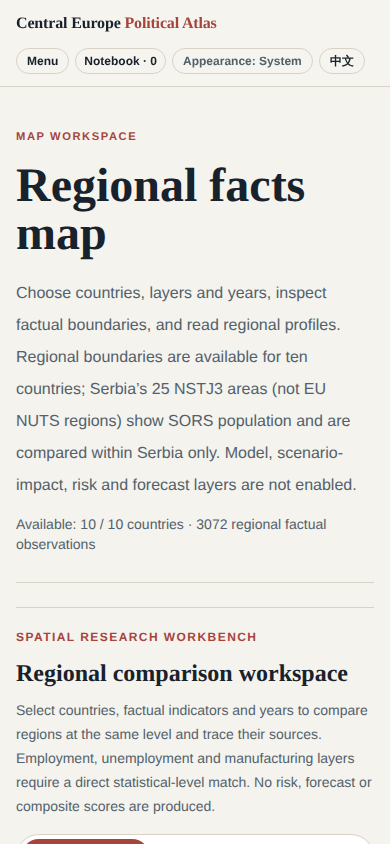 Central Europe Political Atlas
Menu
Notebook · 0
Appearance: System
中文
MAP WORKSPACE
Regional facts
map
Choose countries, layers and years, inspect
factual boundaries, and read regional profiles.
Regional boundaries are available for ten
countries; Serbia’s 25 NSTJ3 areas (not EU
NUTS regions) show SORS population and are
compared within Serbia only. Model, scenario-
impact, risk and forecast layers are not enabled.
Available: 10 / 10 countries · 3072 regional factual
observations
SPATIAL RESEARCH WORKBENCH
Regional comparison workspace
Select countries, factual indicators and years to compare
regions at the same level and trace their sources.
Employment, unemployment and manufacturing layers
require a direct statistical-level match. No risk, forecast or
composite scores are produced.